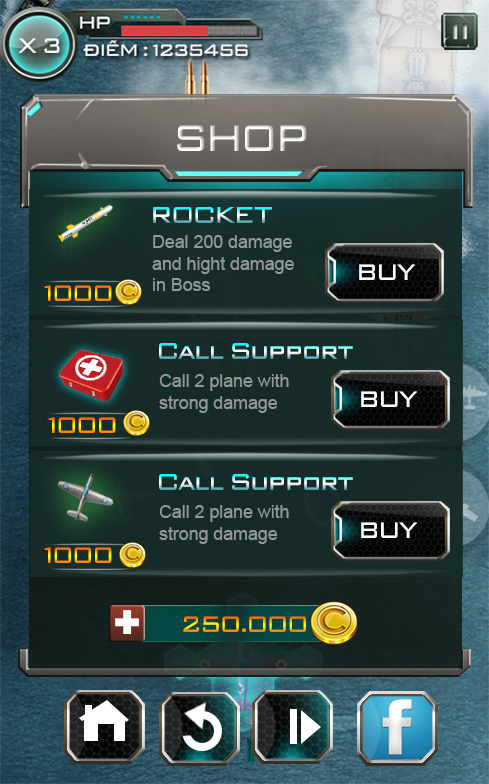 HP
X 3
ĐIỂM : 1235456
SHOP
ROCKET
Deal 200 damage
and hight damage
in Boss
1000
BUY
CALL SUPPORT
Call 2 plane with
strong damage
1000
BUY
CALL SUPPORT
Call 2 plane with
strong damage
1000
BUY
250.000